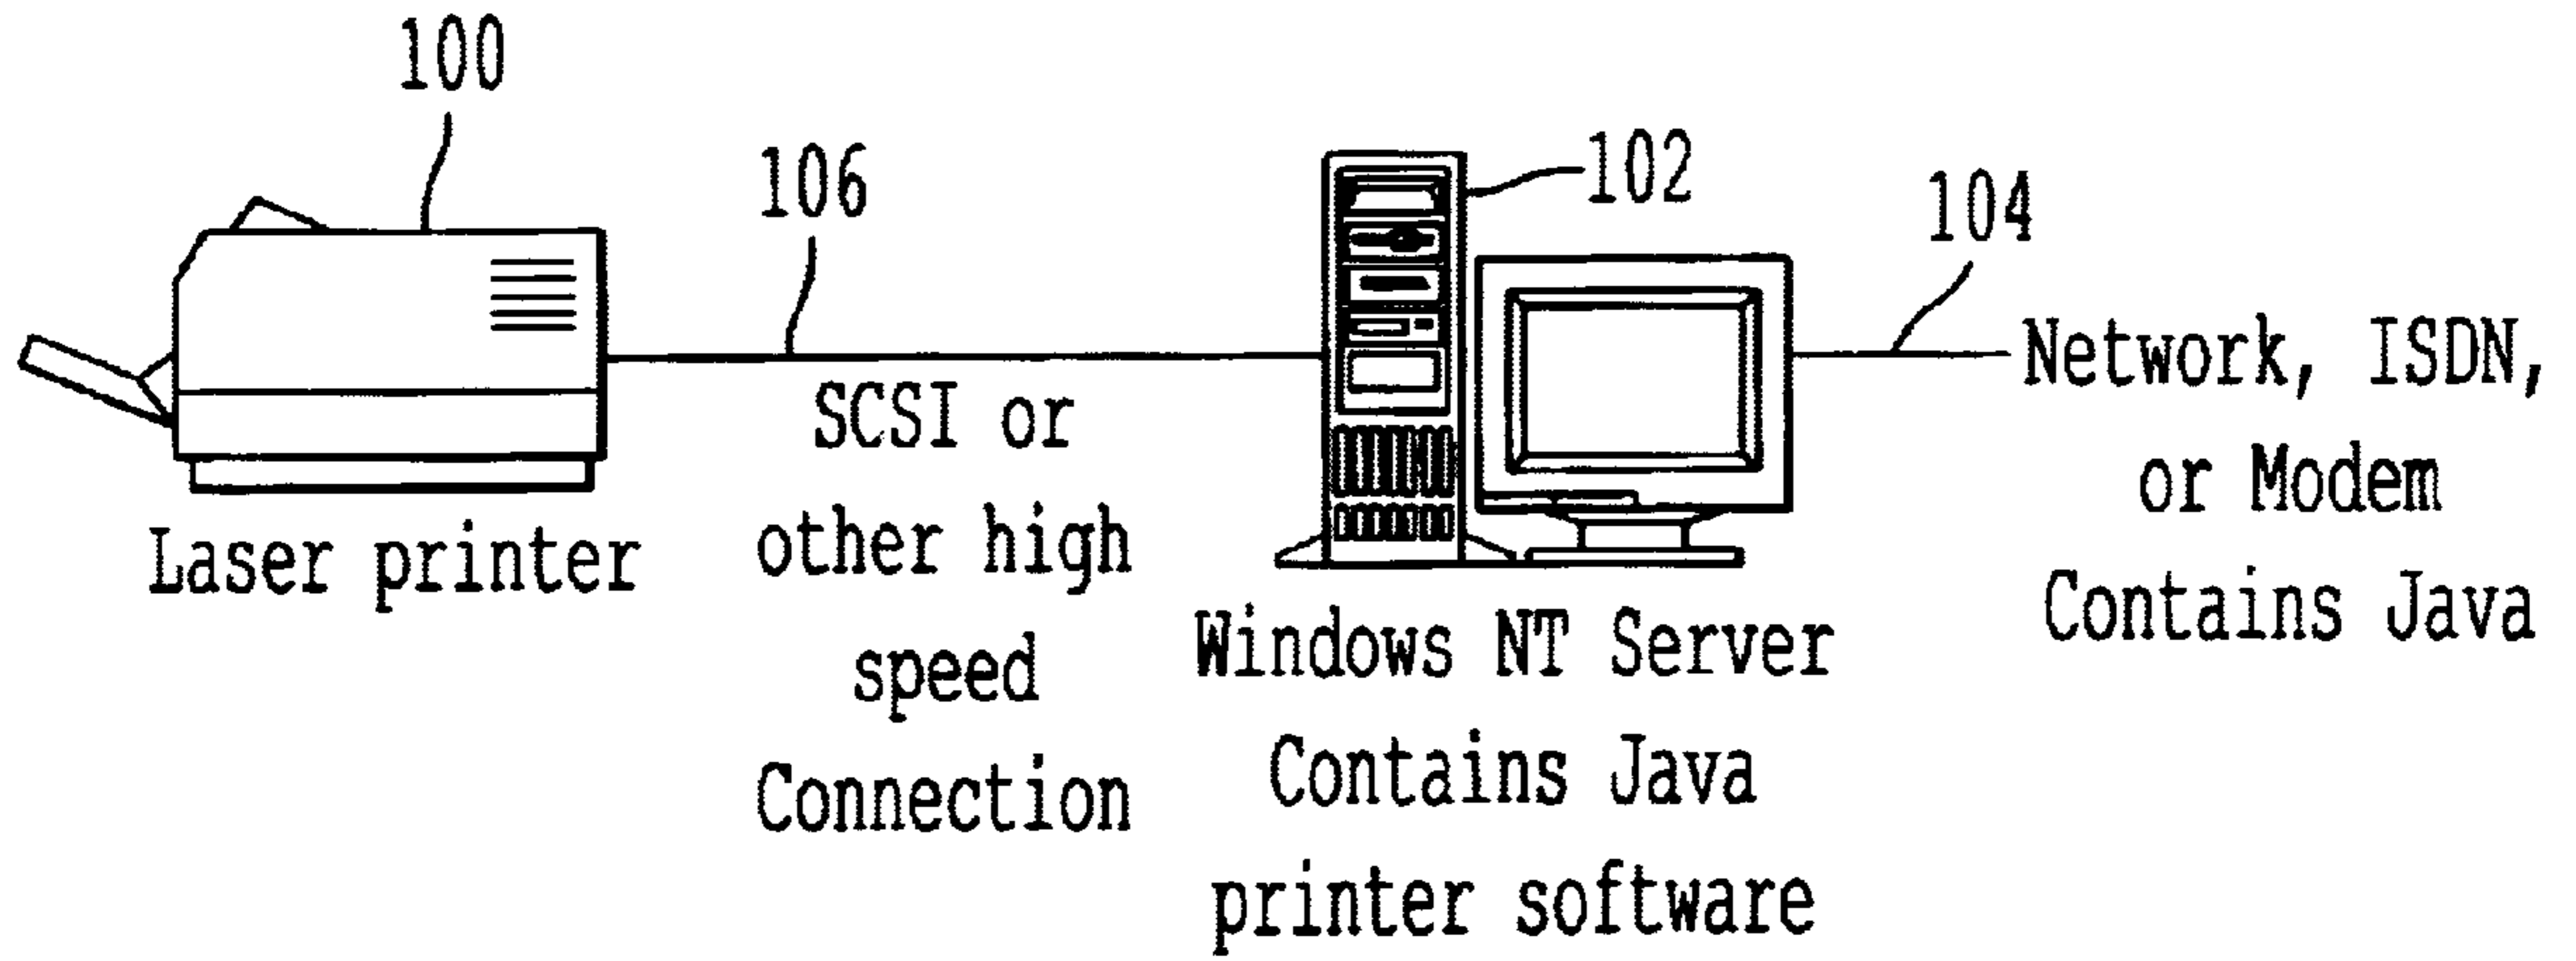 100
106
102
104
Laser printer
SCSI or
other high
speed
Connection
Windows NT Server
Contains Java
printer software
Network, ISDN,
or Modem
Contains Java